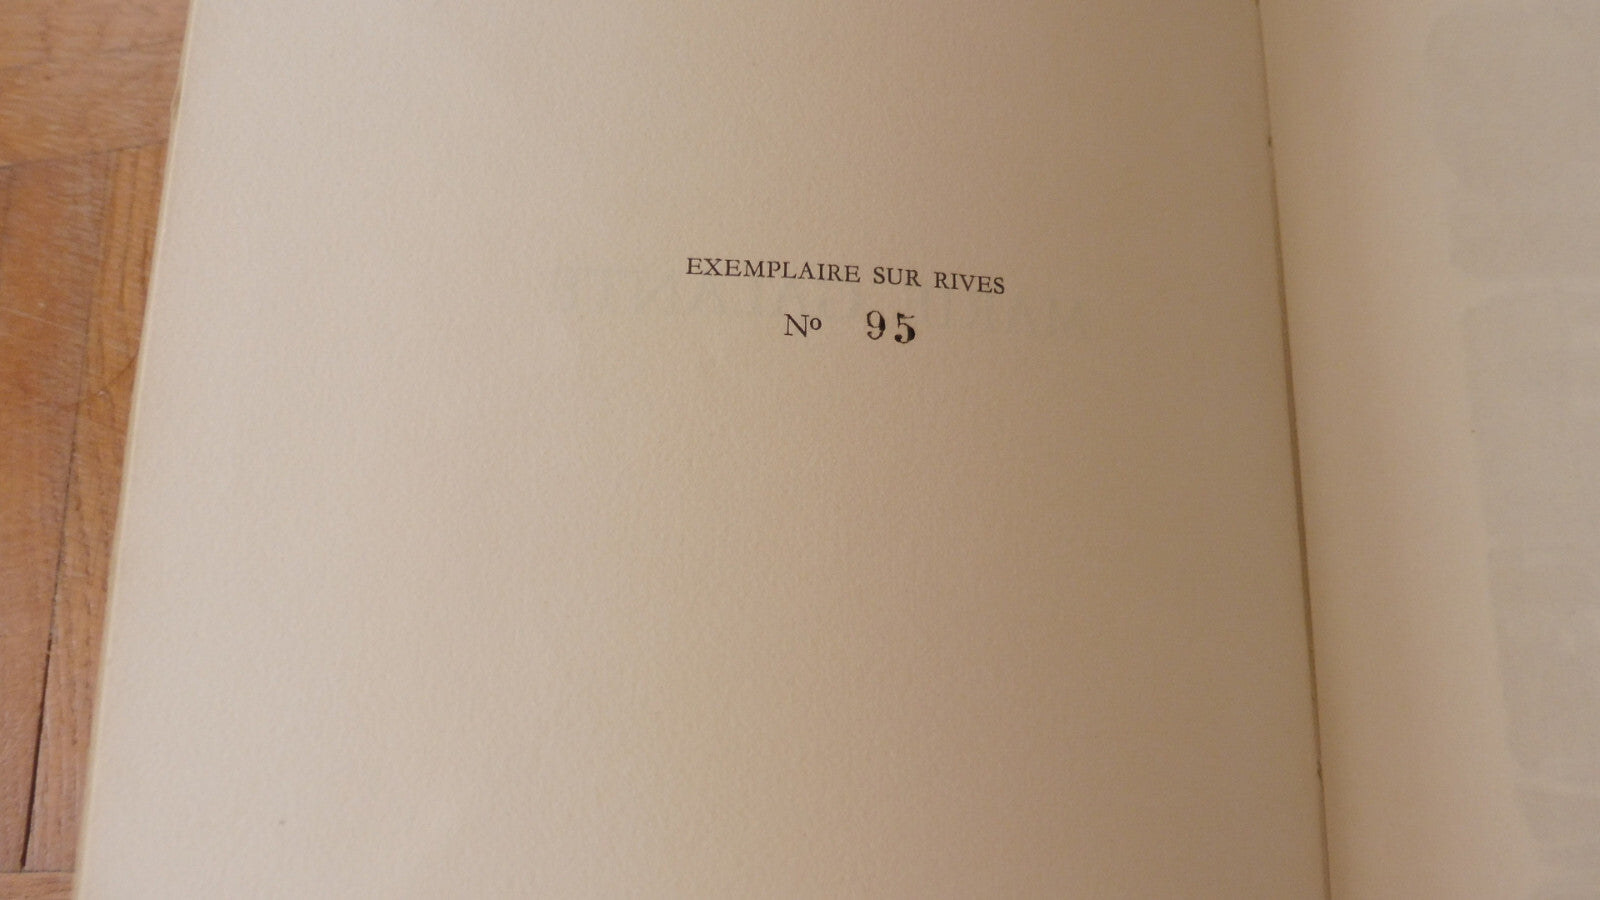 EXEMPLAIRE SUR RIVES
Nº 95